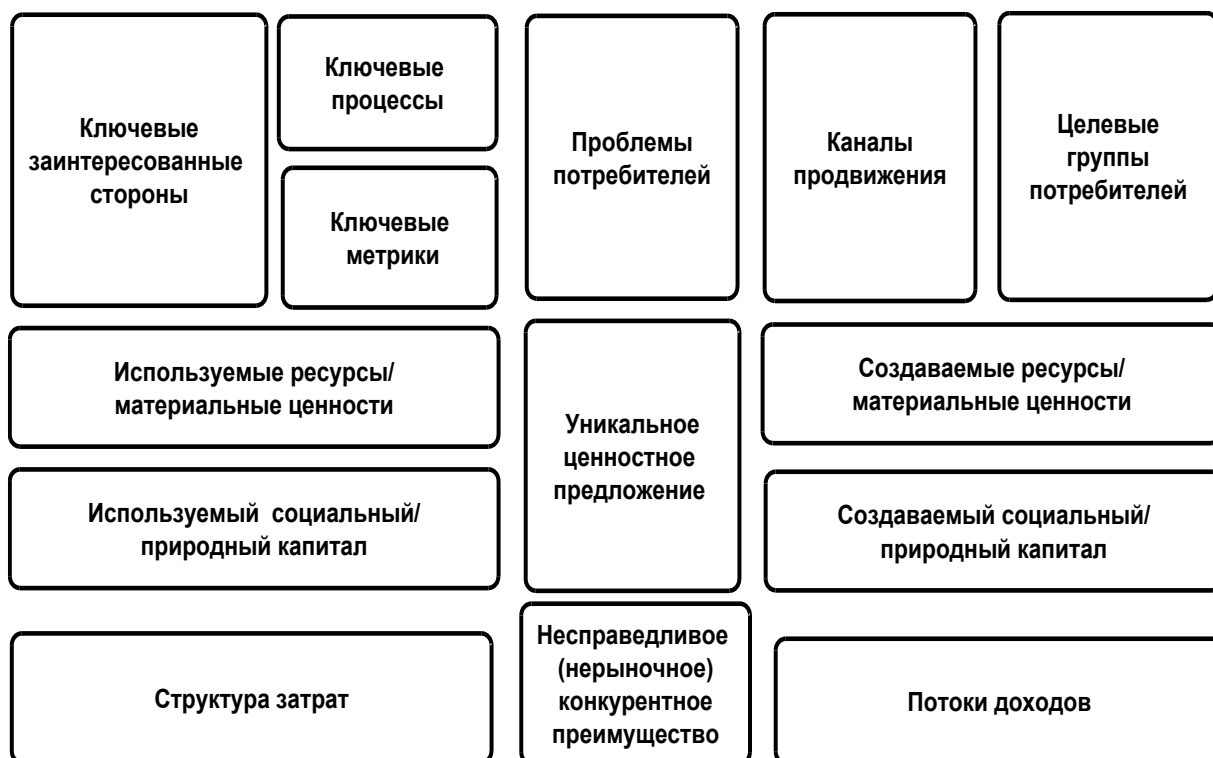 Ключевые
заинтересованные
стороны
Ключевые
процессы
Ключевые
метрики
Проблемы
потребителей
Каналы
продвижения
Целевые
группы
потребителей
Используемые ресурсы/
материальные ценности
Используемый социальный/
природный капитал
Уникальное
ценностное
предложение
Создаваемые ресурсы/
материальные ценности
Создаваемый социальный/
природный капитал
Структура затрат
Несправедливое
(нерыночное)
конкурентное
преимущество
Потоки доходов